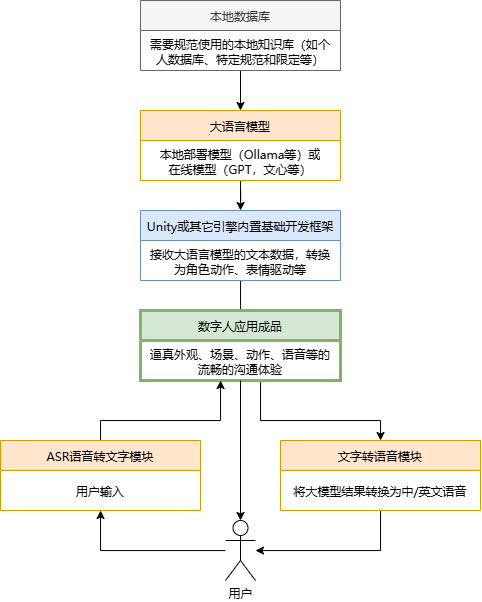 本地数据库
需要规范使用的本地知识库（如个
人数据库、特定规范和限定等）
大语言模型
本地部署模型（Ollama等）或
在线模型（GPT，文心等）
Unity或其它引擎内置基础开发框架
接收大语言模型的文本数据，转换
为角色动作、表情驱动等
数字人应用成品
逼真外观、场景、动作、语音等的
流畅的沟通体验
ASR语音转文字模块
用户输入
文字转语音模块
将大模型结果转换为中/英文语音
用户